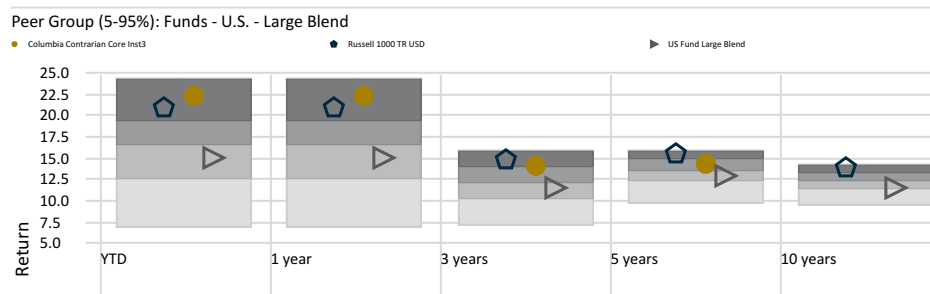 Peer Group (5-95%): Funds - U.S. - Large Blend
Columbia Contrarian Core Inst3 Russell 1000 TR USD US Fund Large Blend
25.0
22.5
20.0
17.5
15.0
12.5
10.0
7.5
5.0
Return
YTD 1 year 3 years 5 years 10 years